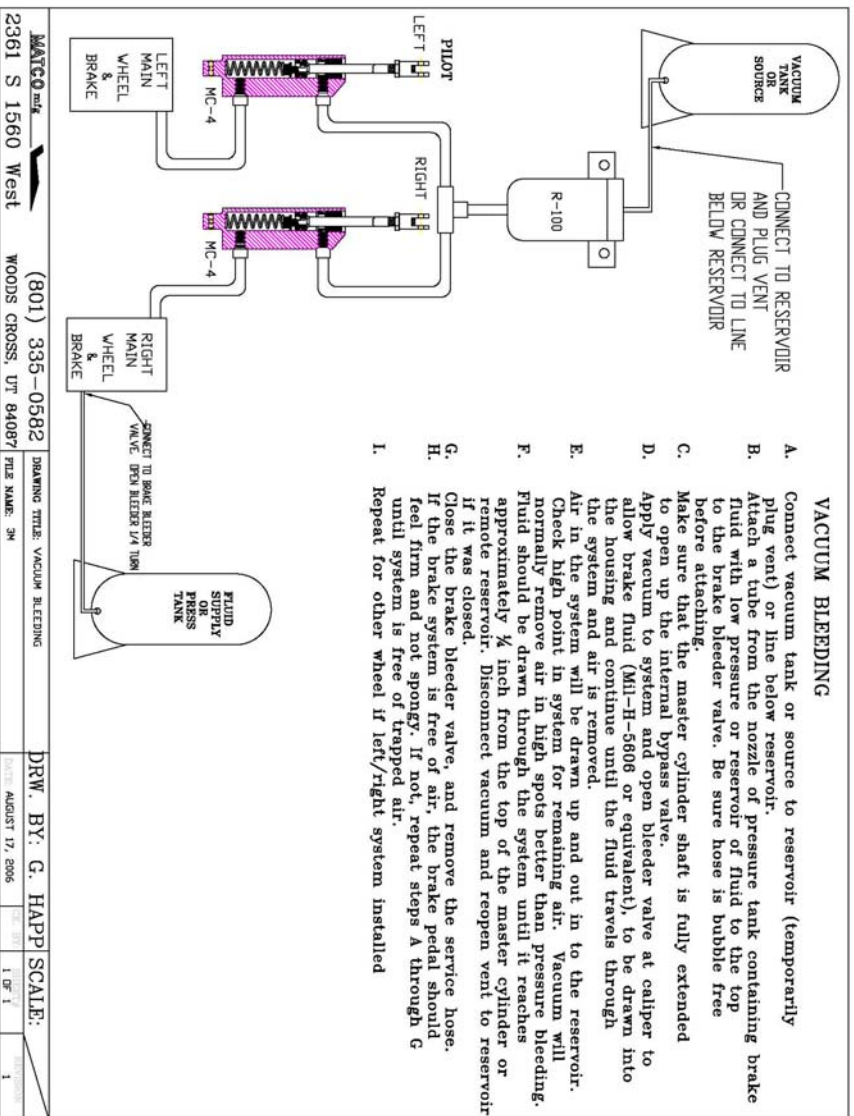 VACUUM BLEEDING
A. Connect vacuum tank or source to reservoir (temporarily
plug vent) or line below reservoir.
B. Attach a tube from the nozzle of pressure tank containing brake
fluid with low pressure or reservoir of fluid to the top
to the brake bleeder valve. Be sure hose is bubble free
before attaching.
C. Make sure that the master cylinder shaft is fully extended
to open up the internal bypass valve.
D. Apply vacuum to system and open bleeder valve at caliper to
allow brake fluid (Mil-H-5606 or equivalent), to be drawn into
the housing and continue until the fluid travels through
the system and air is removed.
E. Air in the system will be drawn up and out in to the reservoir.
Check high point in system for remaining air. Vacuum will
normally remove air in high spots better than pressure bleeding.
F. Fluid should be drawn through the system until it reaches
approximately ¼ inch from the top of the master cylinder or
remote reservoir. Disconnect vacuum and reopen vent to reservoir
if it was closed.
G. Close the brake bleeder valve, and remove the service hose.
H. If the brake system is free of air, the brake pedal should
feel firm and not spongy. If not, repeat steps A through G
until system is free of trapped air.
I. Repeat for other wheel if left/right system installed
VACUUM
TANK
OR
SOURCE
CONNECT TO RESERVOIR
AND PLUG VENT
OR CONNECT TO LINE
BELOW RESERVOIR
R-100
PILOT
LEFT
RIGHT
MC-4
MC-4
LEFT
MAIN
WHEEL
&
BRAKE
RIGHT
MAIN
WHEEL
&
BRAKE
CONNECT TO BRAKE BLEEDER
VALVE. OPEN BLEEDER 1/4 TURN
FLUID
SUPPLY
OR
PRESS
TANK
MATCO mfg
2361 S 1560 West
(801) 335-0582
WOODS CROSS, UT 84087
DRAWING TITLE: VACUUM BLEEDING
FILE NAME: 3M
DRW. BY: G. HAPP
DATE AUGUST 17, 2006
CK BY
SCALE:
SHEET#
1 OF 1
REVISION
1